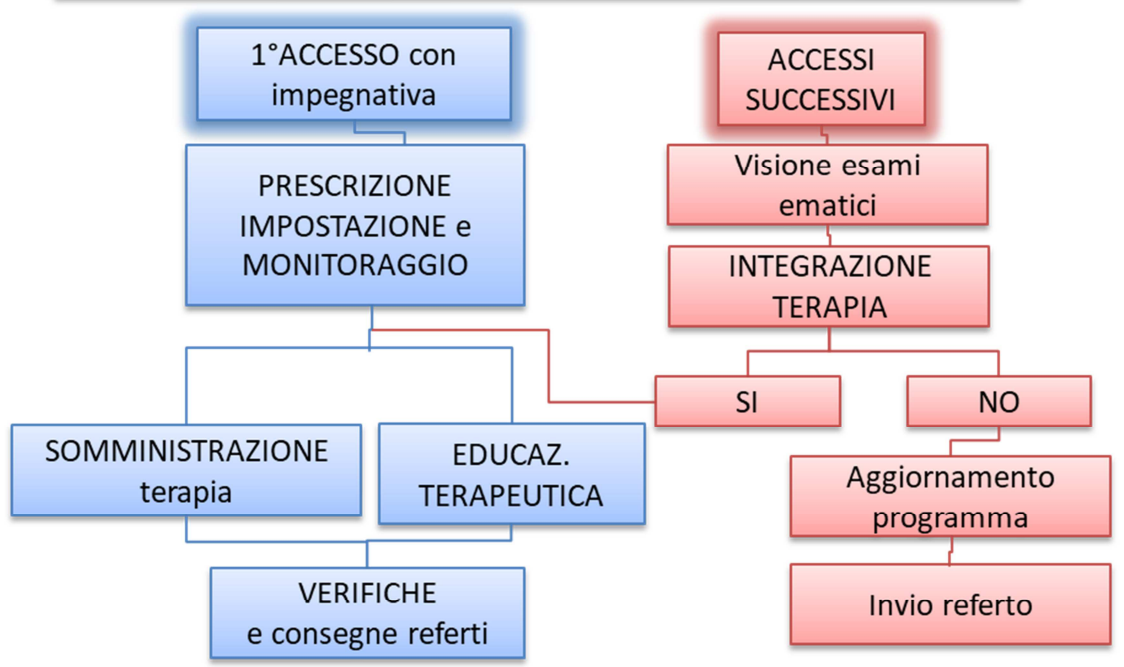 1°ACCESSO con
impegnativa
PRESCRIZIONE
IMPOSTAZIONE e
MONITORAGGIO
SOMMINISTRAZIONE
terapia
EDUCAZ.
TERAPEUTICA
VERIFICHE
e consegne referti
ACCESSI
SUCCESSIVI
Visione esami
ematici
INTEGRAZIONE
TERAPIA
SI
NO
Aggiornamento
programma
Invio referto